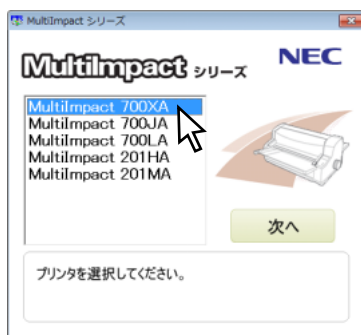 MultiImpact シリーズ
MultiImpact シリーズ
NEC
MultiImpact 700XA
MultiImpact 700JA
MultiImpact 700LA
MultiImpact 201HA
MultiImpact 201MA
次へ
プリンタを選択してください。